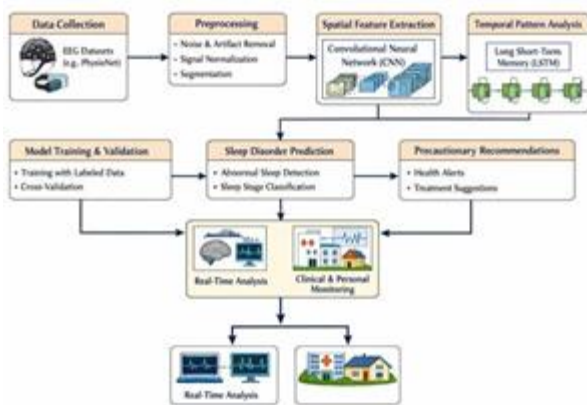 Data Collection
EEG Datasets
(e.g., PhysioNet)
Preprocessing
• Noise & Artifact Removal
• Signal Normalization
• Segmentation
Spatial Feature Extraction
Convolutional Neural
Network (CNN)
Temporal Pattern Analysis
Long Short-Term
Memory (LSTM)
Model Training & Validation
• Training with Labeled Data
• Cross-Validation
Sleep Disorder Prediction
• Abnormal Sleep Detection
• Sleep Stage Classification
Precautionary Recommendations
• Health Alerts
• Treatment Suggestions
Real-Time Analysis
Clinical & Personal
Monitoring
Real-Time Analysis